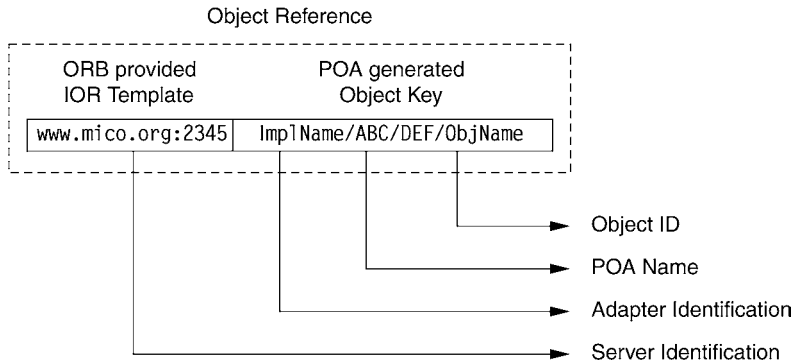 Object Reference
ORB provided
IOR Template
POA generated
Object Key
www.mico.org:2345
ImplName/ABC/DEF/ObjName
Object ID
POA Name
Adapter Identification
Server Identification